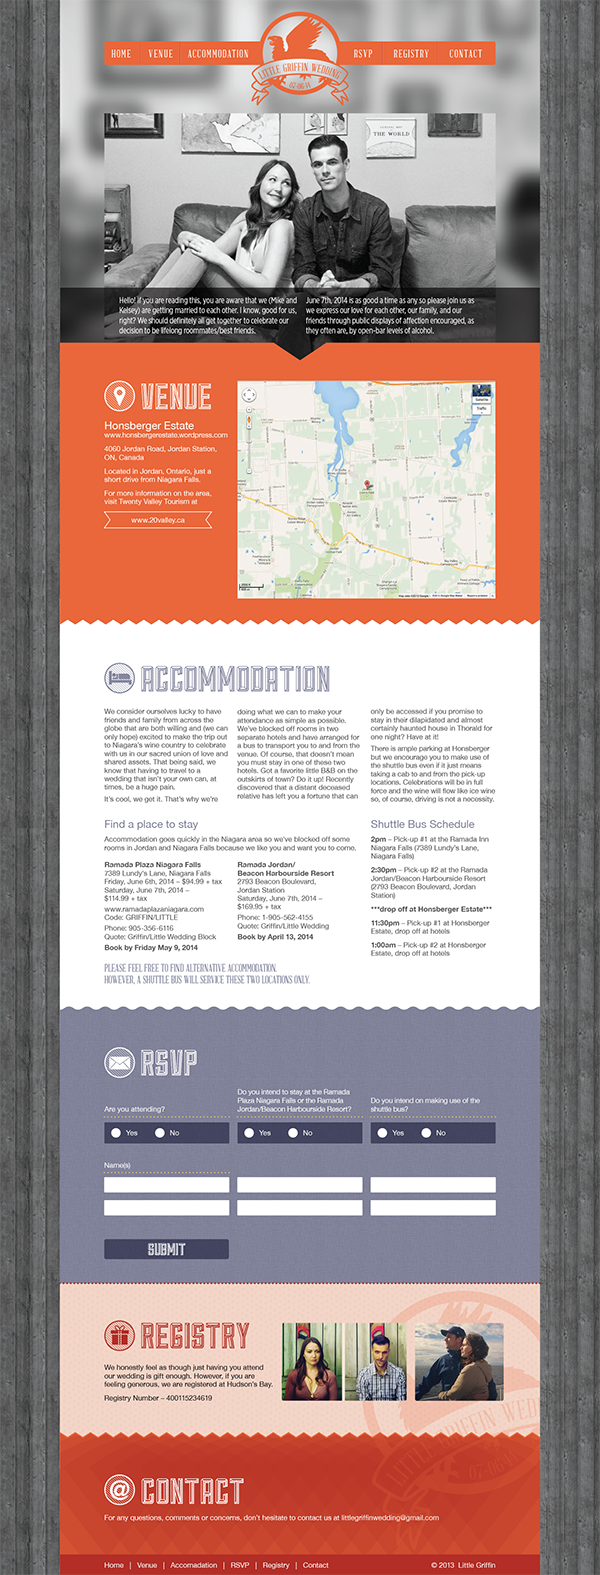 HOME VENUE ACCOMMODATION RSVP REGISTRY CONTACT
LITTLE GRIFFIN WEDDING
THE WORLD
Hello! if you are reading this, you are aware that we (Mike and
Kelsey) are getting married to each other. I know, good for us,
right? We should definitely all get together to celebrate our
decision to be lifelong roommates/best friends.
June 7th, 2014 is as good a time as any so please join us as
we express our love for each other, our family, and our
friends through public displays of affection encouraged, as
they often are, by open-bar levels of alcohol.
VENUE
Honsberger Estate
www.honsbergerestate.wordpress.com
4060 Jordan Road, Jordan Station,
ON, Canada
Located in Jordan, Ontario, just a
short drive from Niagara Falls.
For more information on the area,
visit Twenty Valley Tourism at
www.20valley.ca
Satellite
Traffic
ACCOMMODATION
We consider ourselves lucky to have
friends and family from across the
globe that are both willing and (we can
only hope) excited to make the trip out
to Niagara's wine country to celebrate
with us in our sacred union of love and
shared assets. That being said, we
know that having to travel to a
wedding that isn't your own can, at
times, be a huge pain.
It's cool, we get it. That's why we're
doing what we can to make your
attendance as simple as possible.
We've blocked off rooms in two
separate hotels and have arranged for
a bus to transport you to and from the
venue. Of course, that doesn't mean
you must stay in one of these two
hotels. Got a favorite little B&B on the
outskirts of town? Do it up! Recently
discovered that a distant deceased
relative has left you a fortune that can
only be accessed if you promise to
stay in their dilapidated and almost
certainly haunted house in Thorald for
one night? Have at it!
There is ample parking at Honsberger
but we encourage you to make use of
the shuttle bus even if it just means
taking a cab to and from the pick-up
locations. Celebrations will be in full
force and the wine will flow like ice wine
so, of course, driving is not a necessity.
Find a place to stay
Accommodation goes quickly in the Niagara area so we've blocked off some
rooms in Jordan and Niagara Falls because we like you and want you to come.
Ramada Plaza Niagara Falls
7389 Lundy's Lane, Niagara Falls
Friday, June 6th, 2014 – $94.99 + tax
Saturday, June 7th, 2014 –
$114.99 + tax
www.ramadaplazaniagara.com
Code: GRIFFIN/LITTLE
Phone: 905-356-6116
Quote: Griffin/Little Wedding Block
Book by Friday May 9, 2014
Ramada Jordan/
Beacon Harbourside Resort
2793 Beacon Boulevard,
Jordan Station
Saturday, June 7th, 2014 –
$169.95 + tax
Phone: 1-905-562-4155
Quote: Griffin/Little Wedding
Book by April 13, 2014
PLEASE FEEL FREE TO FIND ALTERNATIVE ACCOMMODATION.
HOWEVER, A SHUTTLE BUS WILL SERVICE THESE TWO LOCATIONS ONLY.
Shuttle Bus Schedule
2pm – Pick-up #1 at the Ramada Inn
Niagara Falls (7389 Lundy's Lane,
Niagara Falls)
2:30pm – Pick-up #2 at the Ramada
Jordan/Beacon Harbourside Resort
(2793 Beacon Boulevard, Jordan
Station)
***drop off at Honsberger Estate***
11:30pm – Pick-up #1 at Honsberger
Estate, drop off at hotels
1:00am – Pick-up #2 at Honsberger
Estate, drop off at hotels
RSVP
Are you attending?
Yes No
Do you intend to stay at the Ramada
Plaza Niagara Falls or the Ramada
Jordan/Beacon Harbourside Resort?
Yes No
Do you intend on making use of the
shuttle bus?
Yes No
Name(s)
SUBMIT
REGISTRY
We honestly feel as though just having you attend
our wedding is gift enough. However, if you are
feeling generous, we are registered at Hudson's Bay.
Registry Number – 400115234619
LITTLE GRIFFIN WED
CONTACT
For any questions, comments or concerns, don't hesitate to contact us at littlegriffinwedding@gmail.com
Home | Venue | Accomadation | RSVP | Registry | Contact
© 2013 Little Griffin